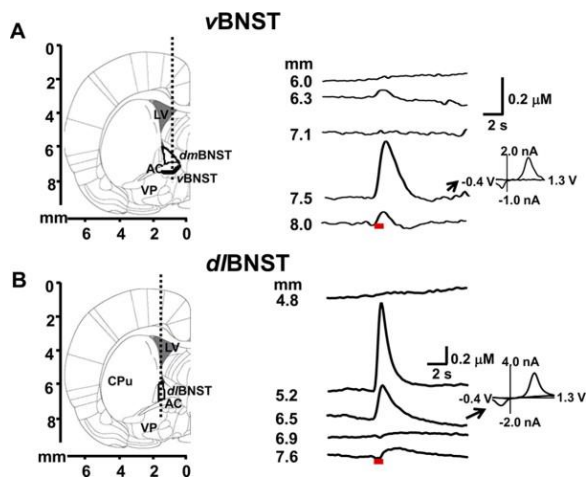 A
vBNST
0
2
4
6
8
mm
6
4
2
0
LV
dmBNST
AC
vBNST
VP
mm
6.0
6.3
7.1
7.5
8.0
0.2 µM
2 s
2.0 nA
-0.4 V
1.3 V
-1.0 nA
B
dlBNST
0
2
4
6
8
mm
6
4
2
0
LV
CPu
dlBNST
AC
VP
mm
4.8
5.2
6.5
6.9
7.6
0.2 µM
2 s
4.0 nA
-0.4 V
1.3 V
-2.0 nA